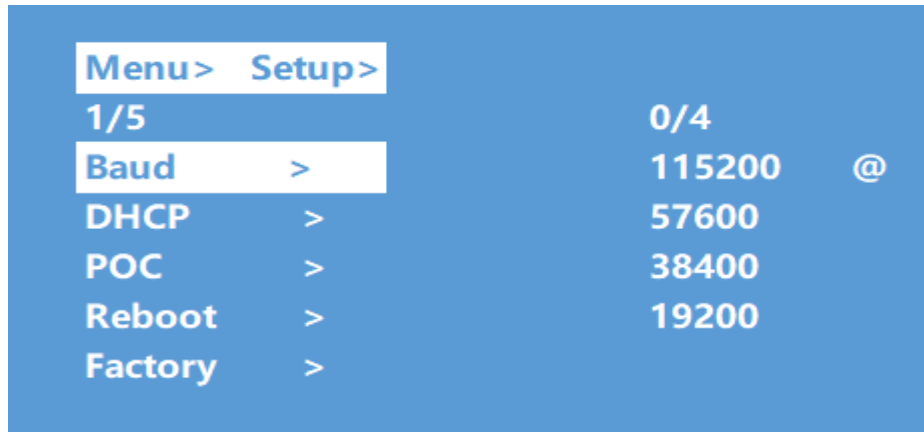 Menu> Setup>
1/5 0/4
Baud > 115200 @
DHCP > 57600
POC > 38400
Reboot > 19200
Factory >